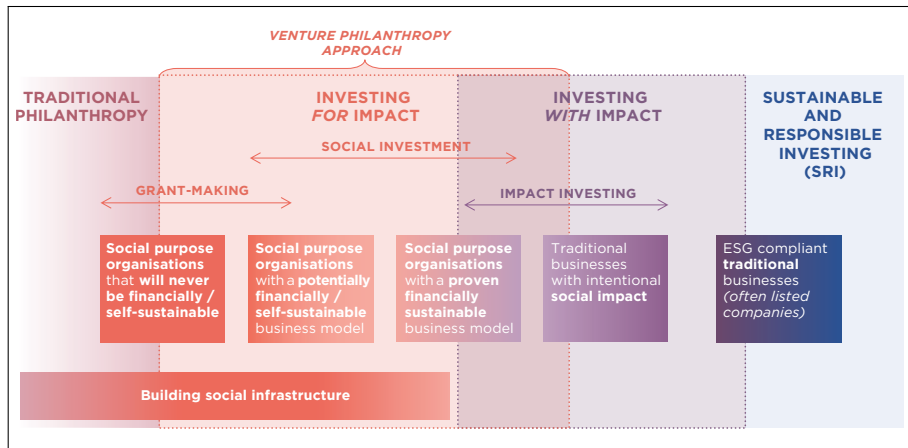 VENTURE PHILANTHROPY
APPROACH
TRADITIONAL
PHILANTHROPY
INVESTING
FOR IMPACT
INVESTING
WITH IMPACT
SUSTAINABLE
AND
RESPONSIBLE
INVESTING
(SRI)
SOCIAL INVESTMENT
GRANT-MAKING
IMPACT INVESTING
Social purpose
organisations
that will never
be financially /
self-sustainable
Social purpose
organisations
with a potentially
financially /
self-sustainable
business model
Social purpose
organisations
with a proven
financially
sustainable
business model
Traditional
businesses
with intentional
social impact
ESG compliant
traditional
businesses
(often listed
companies)
Building social infrastructure